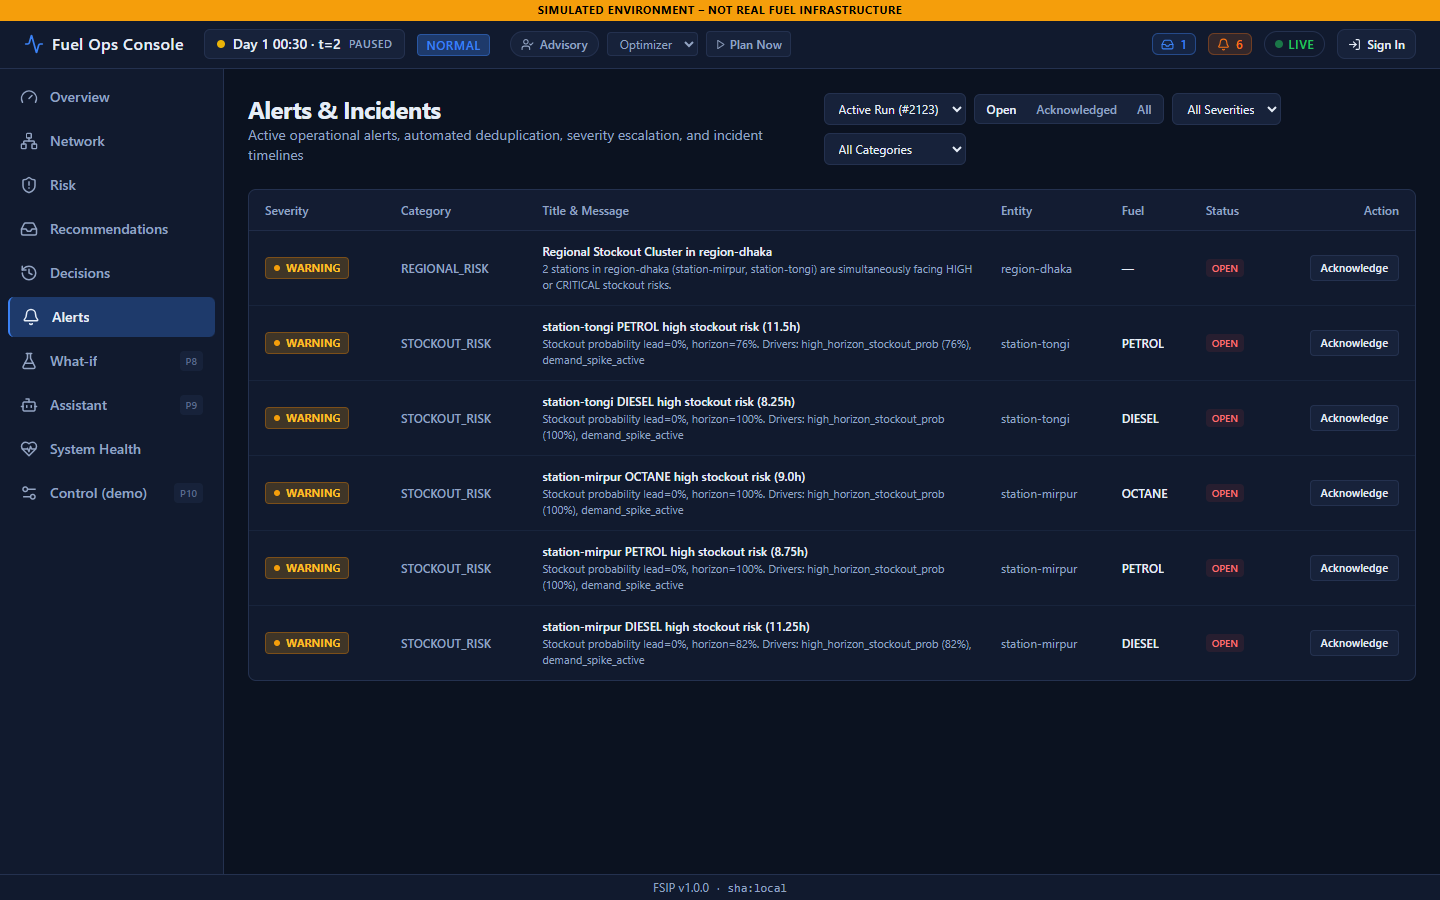 SIMULATED ENVIRONMENT – NOT REAL FUEL INFRASTRUCTURE
Fuel Ops Console
Day 1 00:30 · t=2 PAUSED
NORMAL
Advisory
Optimizer
Plan Now
1
6
LIVE
Sign In
Overview
Network
Risk
Recommendations
Decisions
Alerts
What-if P8
Assistant P9
System Health
Control (demo) P10
Alerts & Incidents
Active operational alerts, automated deduplication, severity escalation, and incident
timelines
Active Run (#2123)
Open Acknowledged All
All Severities
All Categories
Severity Category Title & Message Entity Fuel Status Action
Regional Stockout Cluster in region-dhaka
WARNING REGIONAL_RISK 2 stations in region-dhaka (station-mirpur, station-tongi) are simultaneously facing HIGH region-dhaka — OPEN Acknowledge
or CRITICAL stockout risks.
station-tongi PETROL high stockout risk (11.5h)
WARNING STOCKOUT_RISK Stockout probability lead=0%, horizon=76%. Drivers: high_horizon_stockout_prob (76%), station-tongi PETROL OPEN Acknowledge
demand_spike_active
station-tongi DIESEL high stockout risk (8.25h)
WARNING STOCKOUT_RISK Stockout probability lead=0%, horizon=100%. Drivers: high_horizon_stockout_prob station-tongi DIESEL OPEN Acknowledge
(100%), demand_spike_active
station-mirpur OCTANE high stockout risk (9.0h)
WARNING STOCKOUT_RISK Stockout probability lead=0%, horizon=100%. Drivers: high_horizon_stockout_prob station-mirpur OCTANE OPEN Acknowledge
(100%), demand_spike_active
station-mirpur PETROL high stockout risk (8.75h)
WARNING STOCKOUT_RISK Stockout probability lead=0%, horizon=100%. Drivers: high_horizon_stockout_prob station-mirpur PETROL OPEN Acknowledge
(100%), demand_spike_active
station-mirpur DIESEL high stockout risk (11.25h)
WARNING STOCKOUT_RISK Stockout probability lead=0%, horizon=82%. Drivers: high_horizon_stockout_prob (82%), station-mirpur DIESEL OPEN Acknowledge
demand_spike_active
FSIP v1.0.0 · sha:local